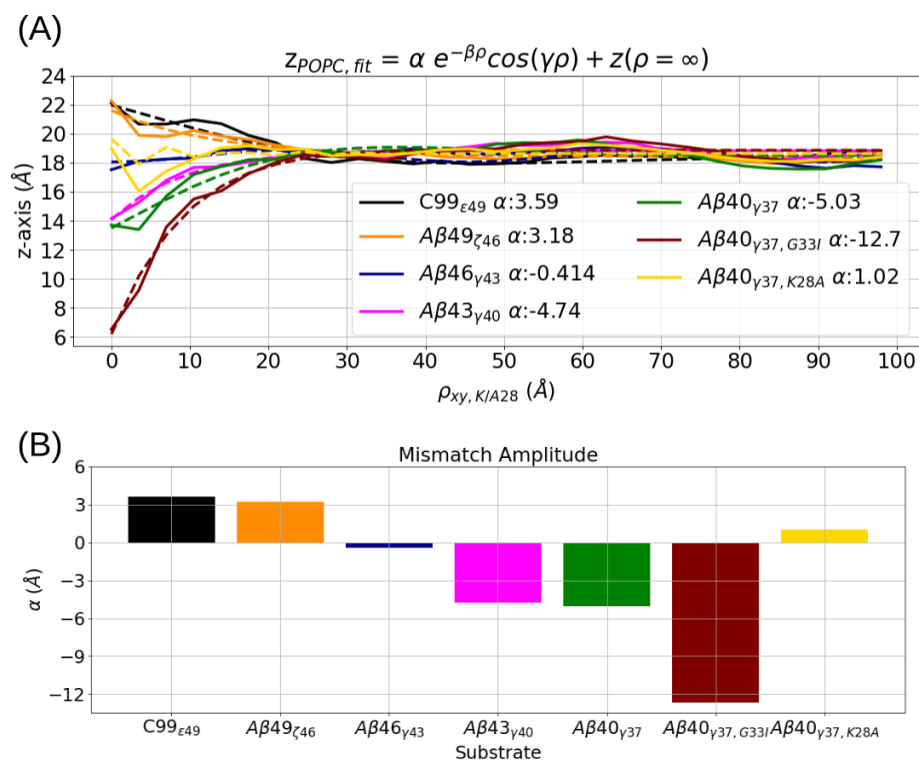 (A)
z_POPC, fit = α e^−βρcos(γρ) + z(ρ = ∞)
24
22
20
18
16
14
12
10
8
6
z-axis (Å)
C99_ε49 α:3.59
Aβ49_ζ46 α:3.18
Aβ46_γ43 α:-0.414
Aβ43_γ40 α:-4.74
Aβ40_γ37 α:-5.03
Aβ40_γ37, G33I α:-12.7
Aβ40_γ37, K28A α:1.02
0 10 20 30 40 50 60 70 80 90 100
ρ_xy, K/A28 (Å)
(B)
Mismatch Amplitude
6
3
0
−3
−6
−9
−12
α (Å)
C99_ε49 Aβ49_ζ46 Aβ46_γ43 Aβ43_γ40 Aβ40_γ37 Aβ40_γ37, G33I Aβ40_γ37, K28A
Substrate